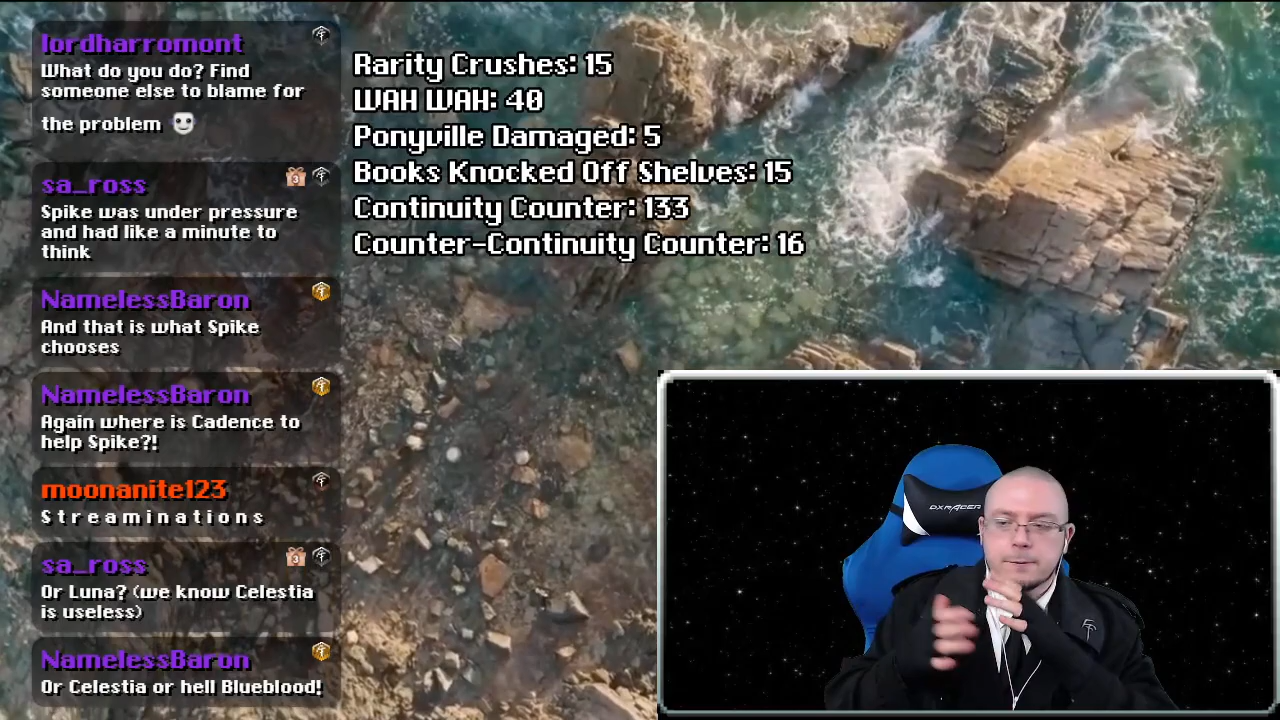 lordharromont
What do you do? Find
someone else to blame for
the problem
sa_ross
3
Spike was under pressure
and had like a minute to
think
NamelessBaron
And that is what Spike
chooses
NamelessBaron
Again where is Cadence to
help Spike?!
moonanite123
S t r e a m i n a t i o n s
sa_ross
3
Or Luna? (we know Celestia
is useless)
NamelessBaron
Or Celestia or hell Blueblood!
Rarity Crushes: 15
WAH WAH: 40
Ponyville Damaged: 5
Books Knocked Off Shelves: 15
Continuity Counter: 133
Counter-Continuity Counter: 16
DXRACER